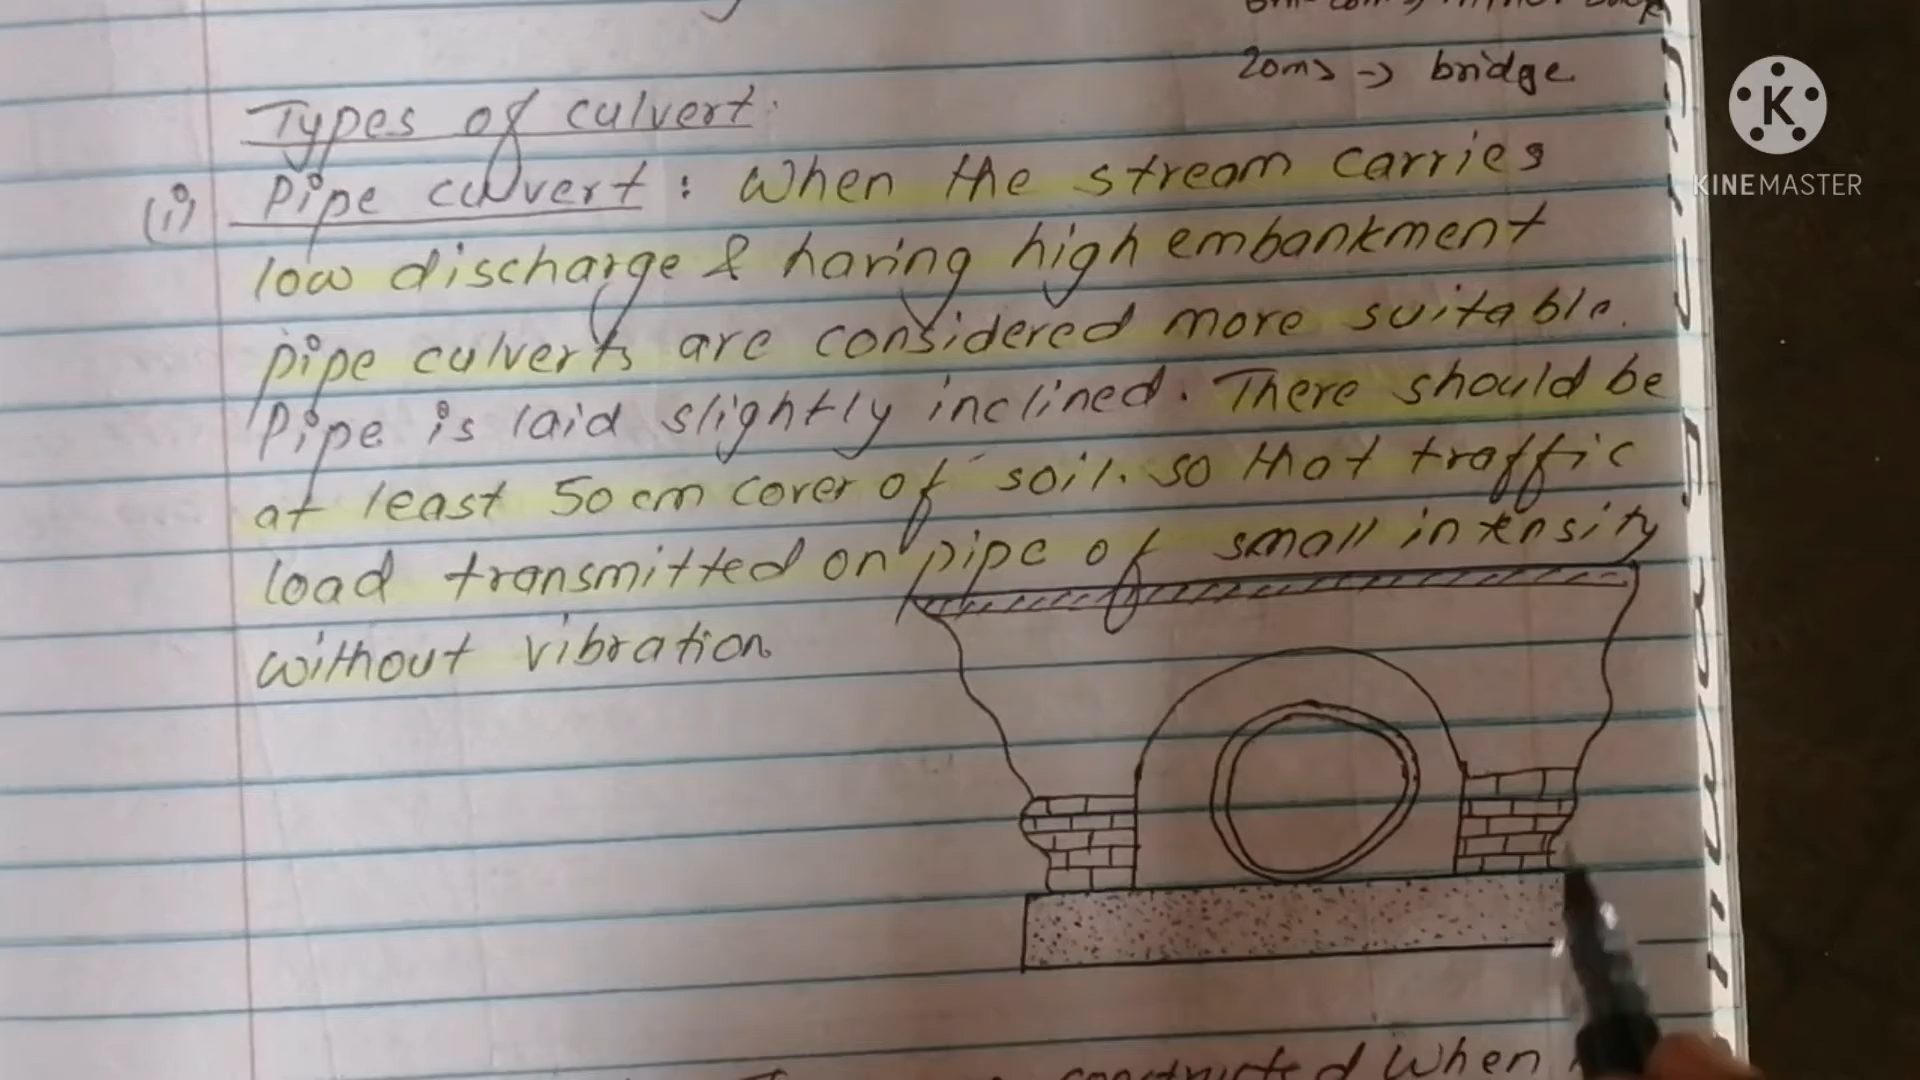 20m> → bridge
K
KINEMASTER
Types of culvert:
(i) Pipe culvert : When the stream carries
low discharge & having high embankment
pipe culverts are considered more suitable.
Pipe is laid slightly inclined. There should be
at least 50cm cover of soil. so that traffic
load transmitted on pipe of small intensity
without vibration
constructed When